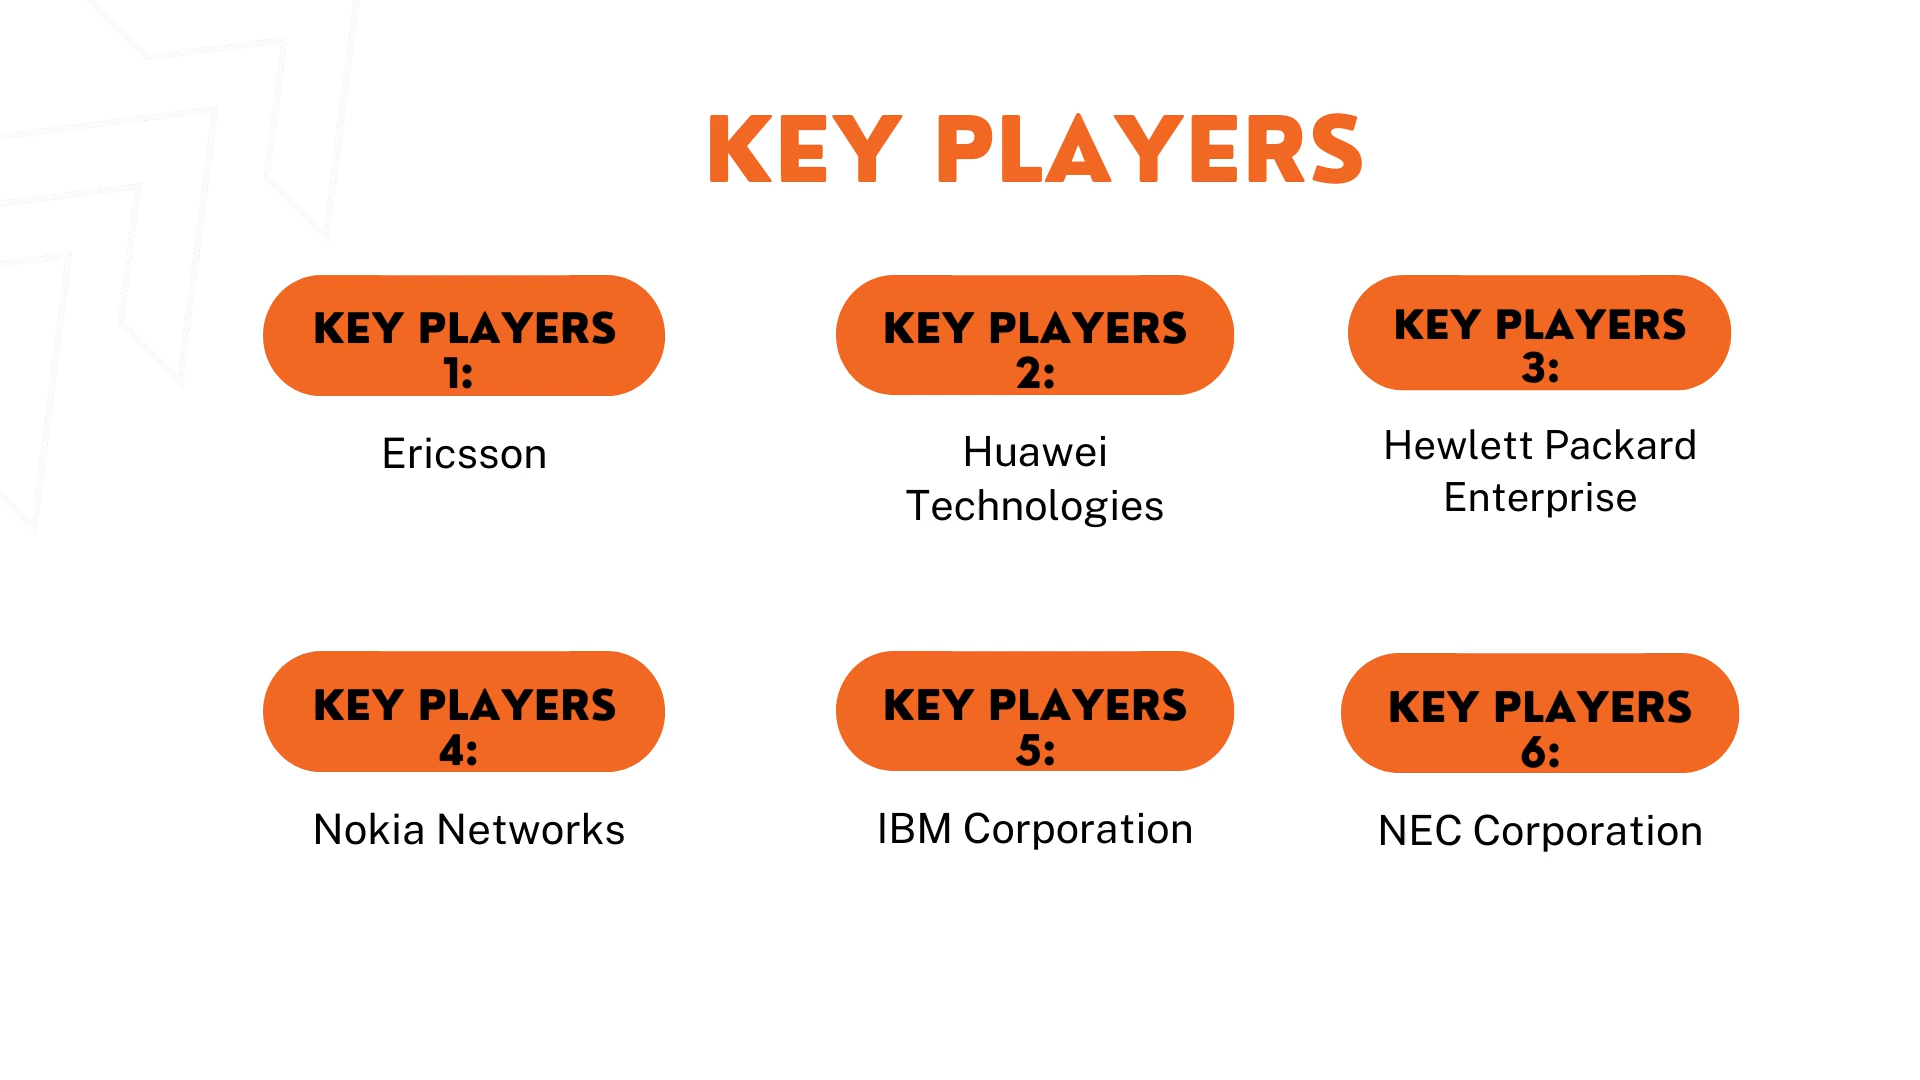 KEY PLAYERS
KEY PLAYERS
1:
Ericsson
KEY PLAYERS
2:
Huawei
Technologies
KEY PLAYERS
3:
Hewlett Packard
Enterprise
KEY PLAYERS
4:
Nokia Networks
KEY PLAYERS
5:
IBM Corporation
KEY PLAYERS
6:
NEC Corporation